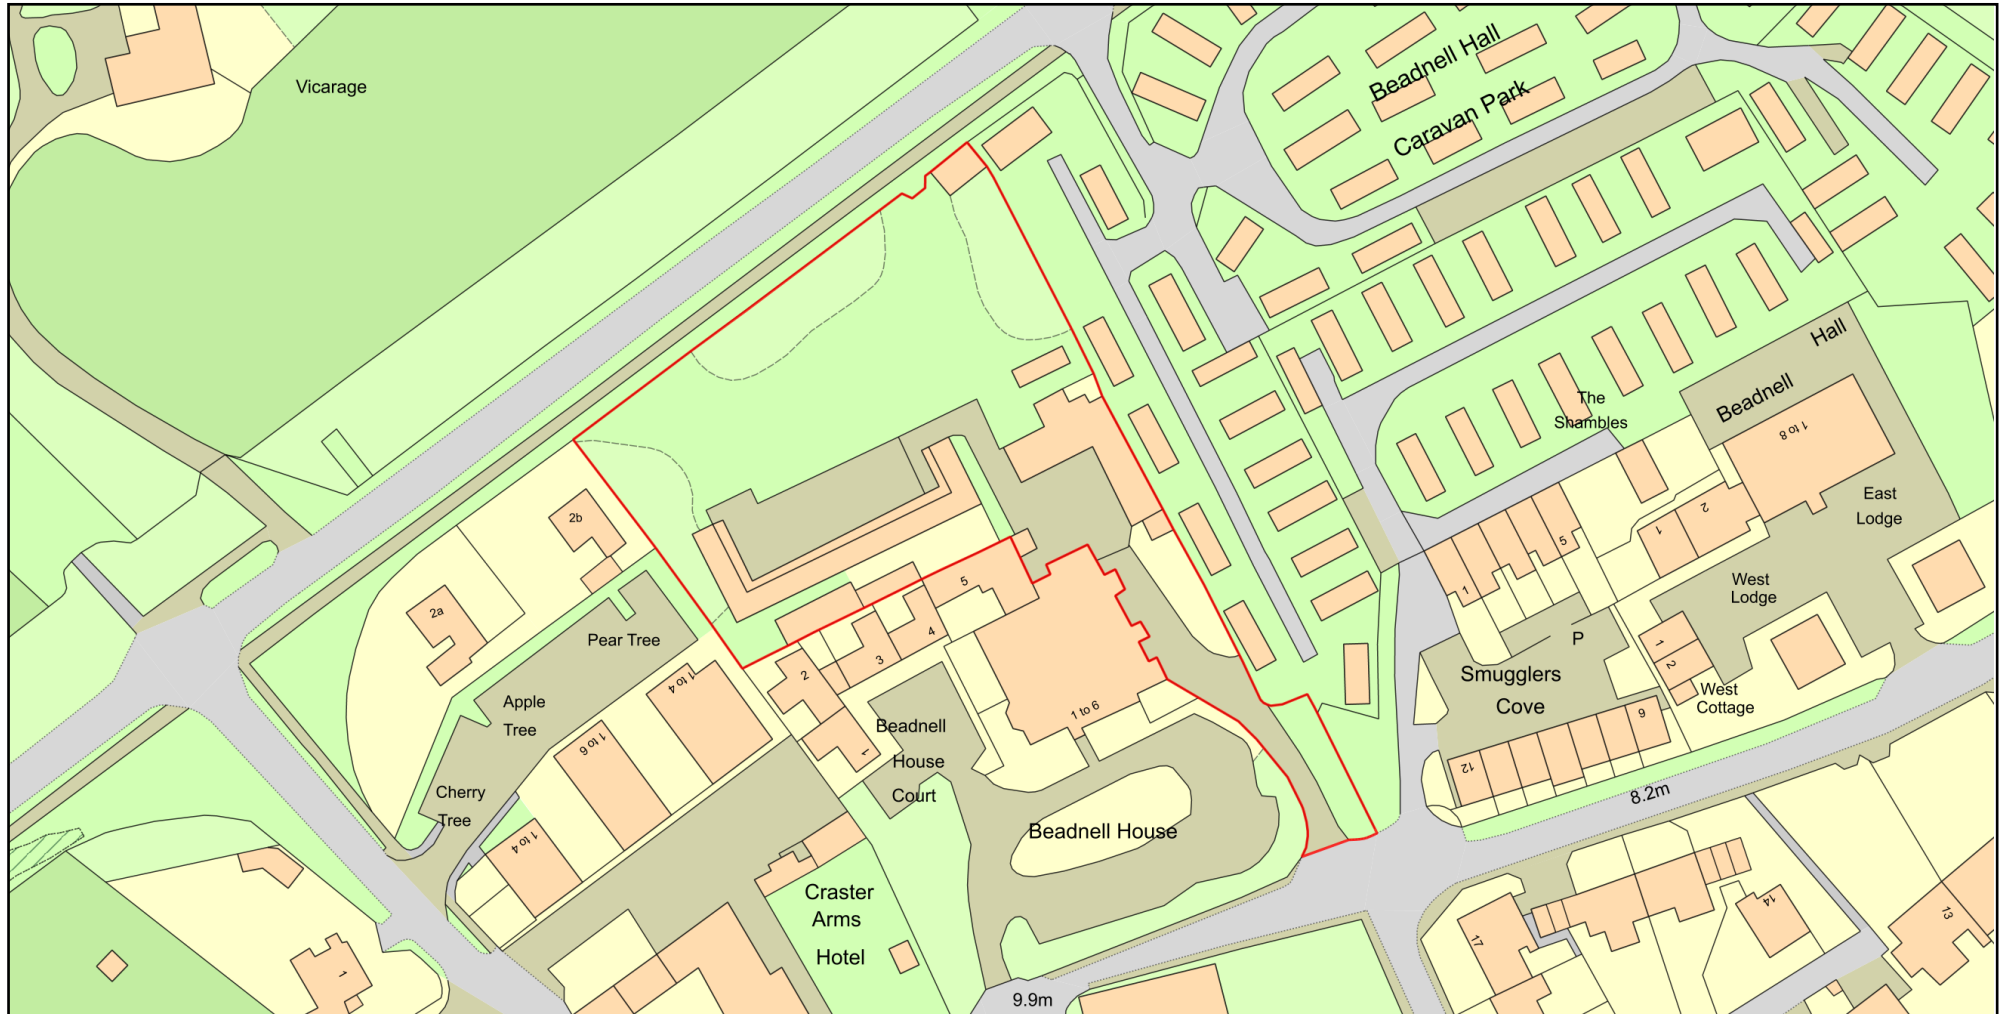 Vicarage
Beadnell Hall
Caravan Park
The
Shambles
Hall
Beadnell
1 to 8
East
Lodge
2b
2a
Pear Tree
Apple
Tree
Cherry
Tree
1 to 4
1 to 6
1 to 4
5
4
3
2
1
1 to 6
Beadnell
House
Court
Beadnell House
Craster
Arms
Hotel
9.9m
1
5
1
2
West
Lodge
P
1
2
Smugglers
Cove
West
Cottage
9
12
8.2m
17
14
13
1